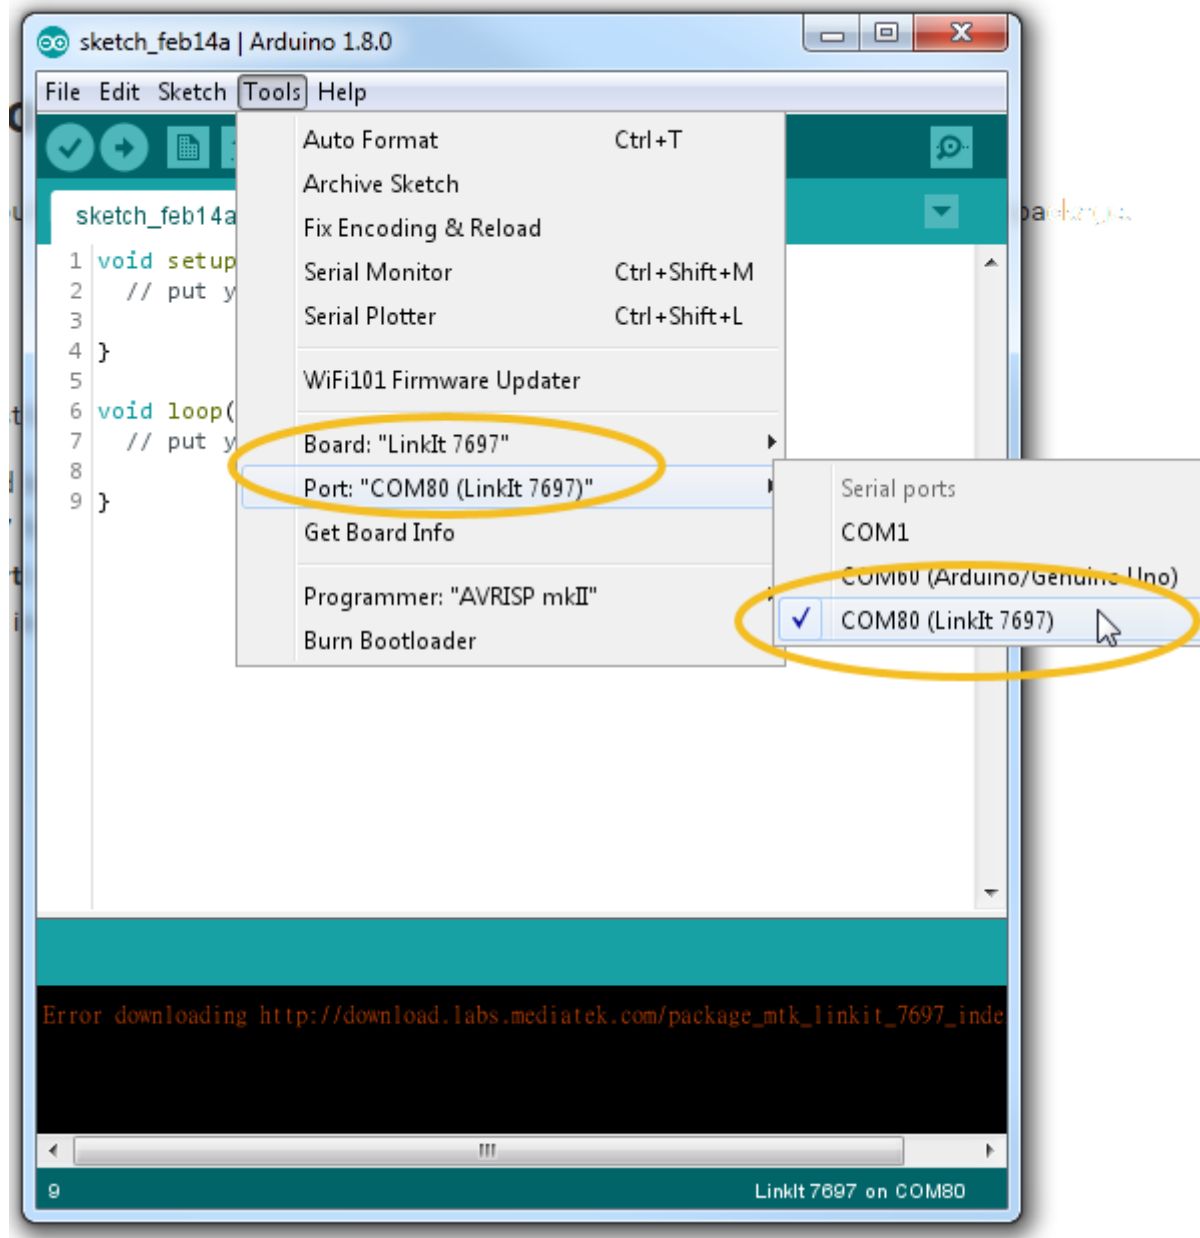 sketch_feb14a | Arduino 1.8.0
File Edit Sketch Tools Help
Auto Format Ctrl+T
Archive Sketch
Fix Encoding & Reload
Serial Monitor Ctrl+Shift+M
Serial Plotter Ctrl+Shift+L
WiFi101 Firmware Updater
Board: "LinkIt 7697"
Port: "COM80 (LinkIt 7697)"
Get Board Info
Programmer: "AVRISP mkII"
Burn Bootloader
Serial ports
COM1
COM60 (Arduino/Genuino Uno)
COM80 (LinkIt 7697)
sketch_feb14a
1 void setup
2 // put y
3
4 }
5
6 void loop(
7 // put y
8
9 }
Error downloading http://download.labs.mediatek.com/package_mtk_linkit_7697_inde
9 LinkIt 7697 on COM80